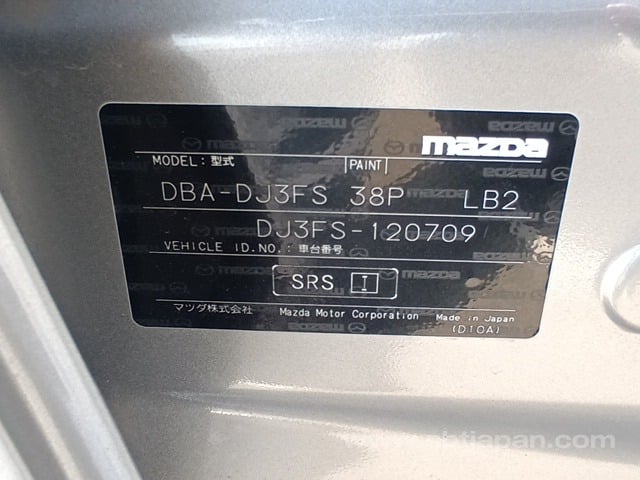 mazda
MODEL: 型式 PAINT
DBA-DJ3FS 38P LB2
DJ3FS-120709
VEHICLE ID.NO.: 車台番号
SRS I
マツダ株式会社 Mazda Motor Corporation Made in Japan
(D10A)